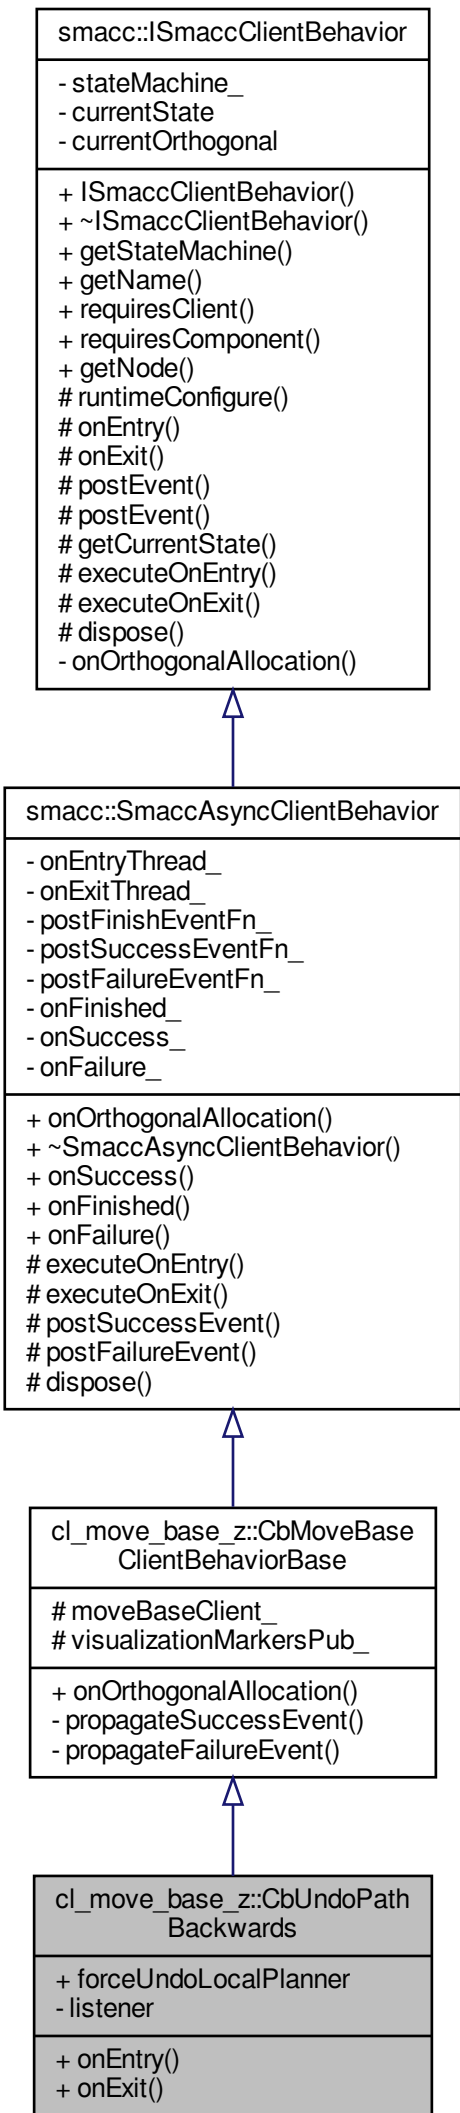 smacc::ISmaccClientBehavior
- stateMachine_
- currentState
- currentOrthogonal
+ ISmaccClientBehavior()
+ ~ISmaccClientBehavior()
+ getStateMachine()
+ getName()
+ requiresClient()
+ requiresComponent()
+ getNode()
# runtimeConfigure()
# onEntry()
# onExit()
# postEvent()
# postEvent()
# getCurrentState()
# executeOnEntry()
# executeOnExit()
# dispose()
- onOrthogonalAllocation()
smacc::SmaccAsyncClientBehavior
- onEntryThread_
- onExitThread_
- postFinishEventFn_
- postSuccessEventFn_
- postFailureEventFn_
- onFinished_
- onSuccess_
- onFailure_
+ onOrthogonalAllocation()
+ ~SmaccAsyncClientBehavior()
+ onSuccess()
+ onFinished()
+ onFailure()
# executeOnEntry()
# executeOnExit()
# postSuccessEvent()
# postFailureEvent()
# dispose()
cl_move_base_z::CbMoveBase
ClientBehaviorBase
# moveBaseClient_
# visualizationMarkersPub_
+ onOrthogonalAllocation()
- propagateSuccessEvent()
- propagateFailureEvent()
cl_move_base_z::CbUndoPath
Backwards
+ forceUndoLocalPlanner
- listener
+ onEntry()
+ onExit()